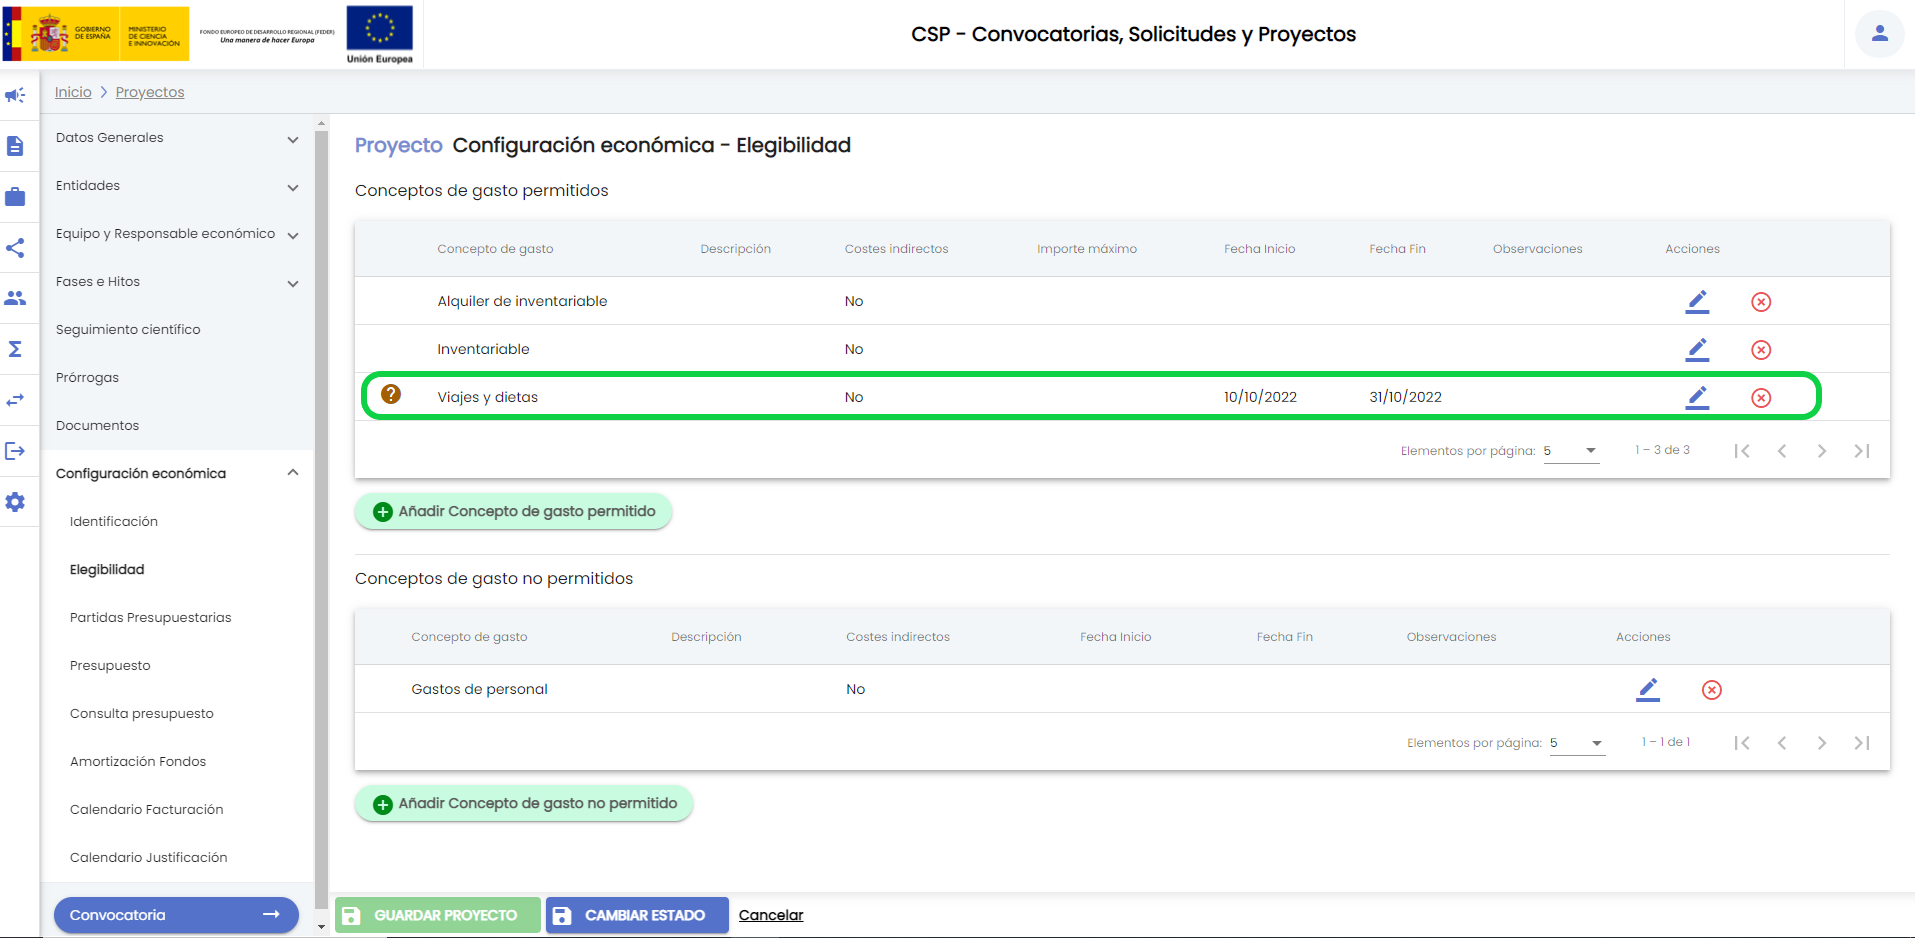 GOBIERNO DE ESPAÑA
MINISTERIO DE CIENCIA E INNOVACIÓN
FONDO EUROPEO DE DESARROLLO REGIONAL (FEDER)
Una manera de hacer Europa
Unión Europea
CSP - Convocatorias, Solicitudes y Proyectos
Inicio > Proyectos
Datos Generales
Entidades
Equipo y Responsable económico
Fases e Hitos
Seguimiento científico
Prórrogas
Documentos
Configuración económica
Identificación
Elegibilidad
Partidas Presupuestarias
Presupuesto
Consulta presupuesto
Amortización Fondos
Calendario Facturación
Calendario Justificación
Convocatoria
Proyecto Configuración económica - Elegibilidad
Conceptos de gasto permitidos
Concepto de gasto Descripción Costes indirectos Importe máximo Fecha Inicio Fecha Fin Observaciones Acciones
Alquiler de inventariable No
Inventariable No
? Viajes y dietas No 10/10/2022 31/10/2022
Elementos por página: 5 1 – 3 de 3
Añadir Concepto de gasto permitido
Conceptos de gasto no permitidos
Concepto de gasto Descripción Costes indirectos Fecha Inicio Fecha Fin Observaciones Acciones
Gastos de personal No
Elementos por página: 5 1 – 1 de 1
Añadir Concepto de gasto no permitido
GUARDAR PROYECTO CAMBIAR ESTADO Cancelar